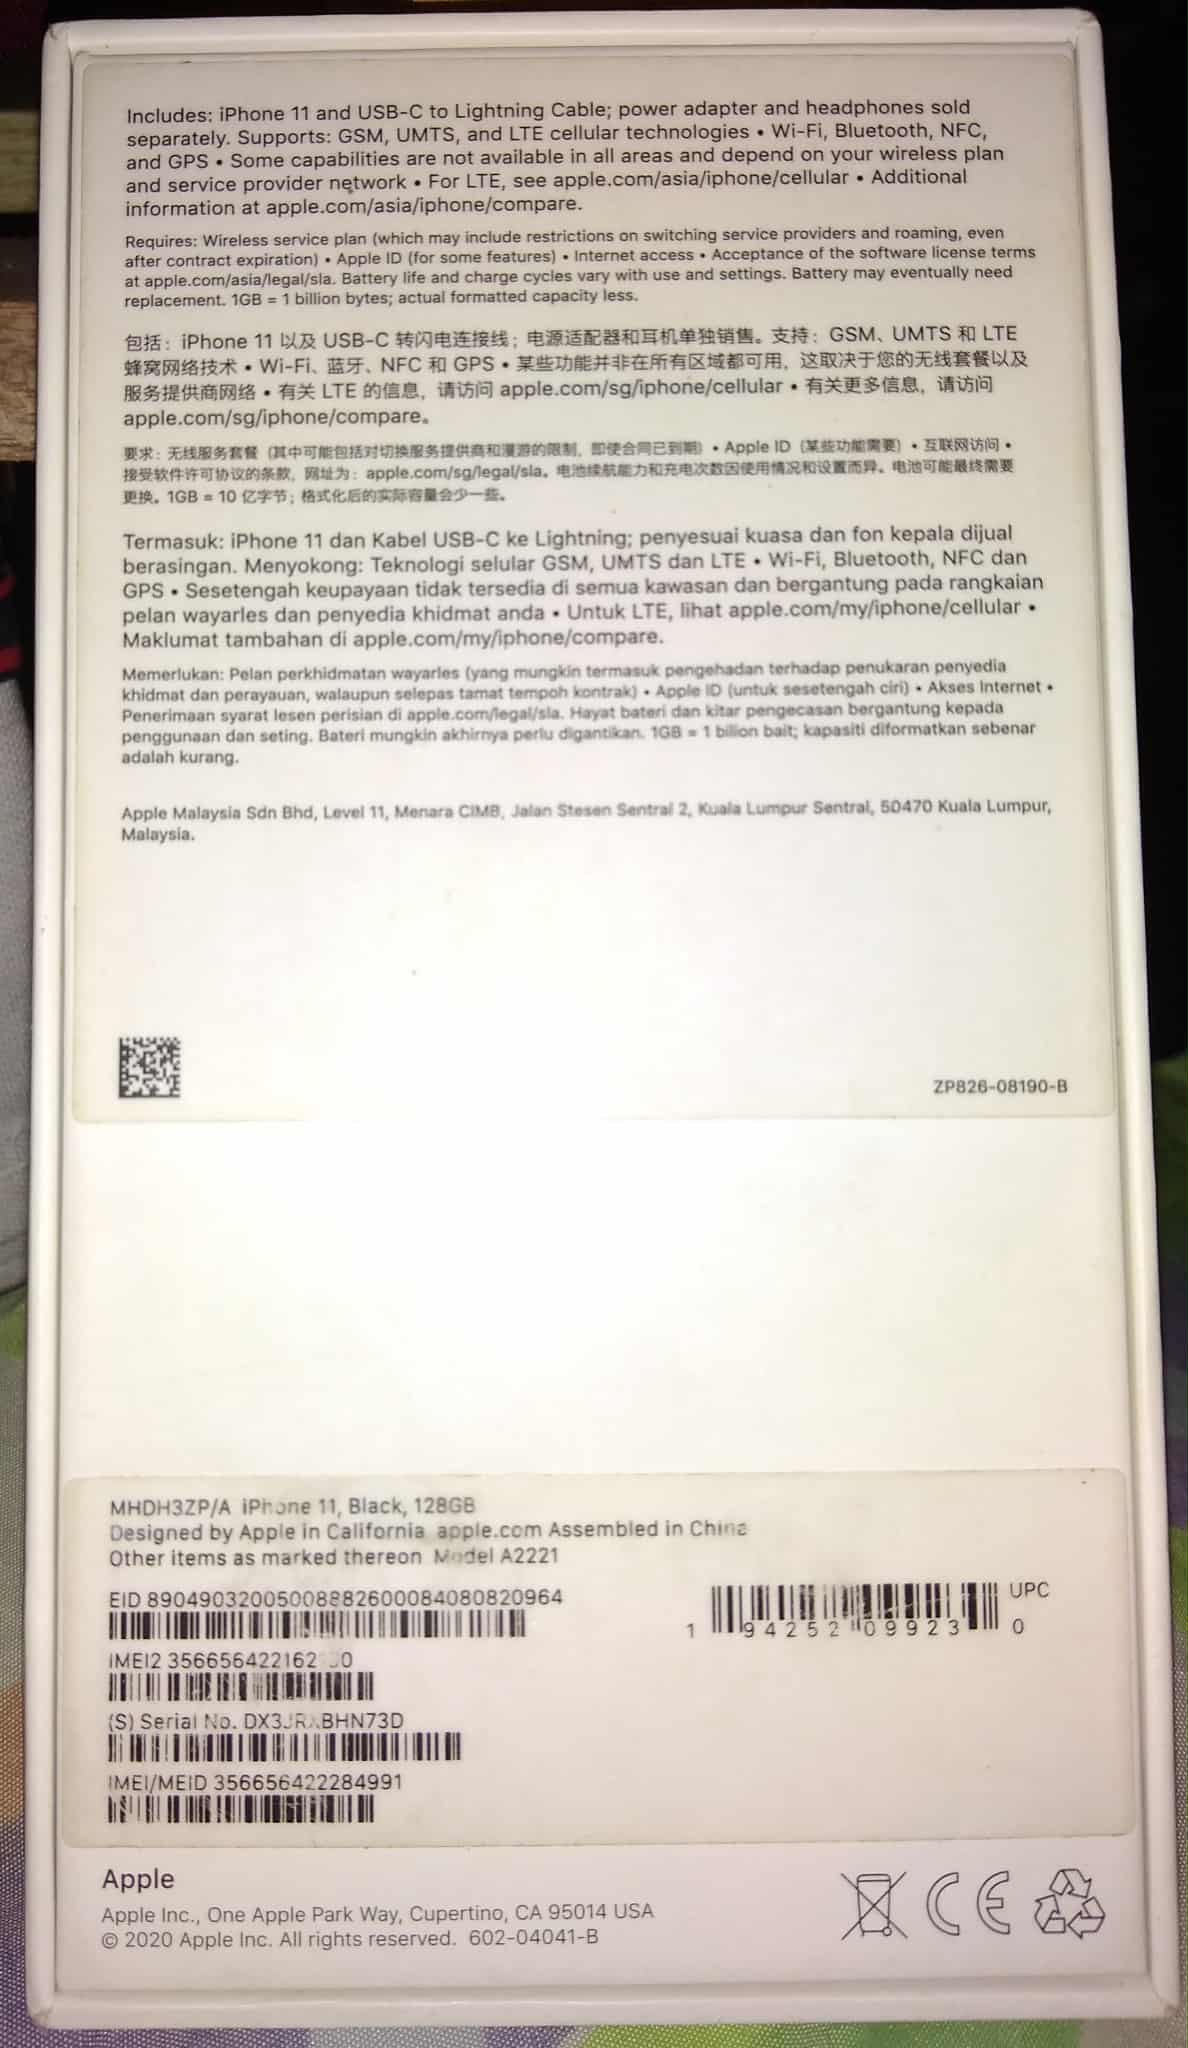 Includes: iPhone 11 and USB-C to Lightning Cable; power adapter and headphones sold
separately. Supports: GSM, UMTS, and LTE cellular technologies • Wi-Fi, Bluetooth, NFC,
and GPS • Some capabilities are not available in all areas and depend on your wireless plan
and service provider network • For LTE, see apple.com/asia/iphone/cellular • Additional
information at apple.com/asia/iphone/compare.
Requires: Wireless service plan (which may include restrictions on switching service providers and roaming, even
after contract expiration) • Apple ID (for some features) • Internet access • Acceptance of the software license terms
at apple.com/asia/legal/sla. Battery life and charge cycles vary with use and settings. Battery may eventually need
replacement. 1GB = 1 billion bytes; actual formatted capacity less.
包括：iPhone 11 以及 USB-C 转闪电连接线；电源适配器和耳机单独销售。支持：GSM、UMTS 和 LTE
蜂窝网络技术 • Wi-Fi、蓝牙、NFC 和 GPS • 某些功能并非在所有区域都可用，这取决于您的无线套餐以及
服务提供商网络 • 有关 LTE 的信息，请访问 apple.com/sg/iphone/cellular • 有关更多信息，请访问
apple.com/sg/iphone/compare。
要求：无线服务套餐（其中可能包括对切换服务提供商和漫游的限制，即使合同已到期）• Apple ID（某些功能需要）• 互联网访问 •
接受软件许可协议的条款，网址为：apple.com/sg/legal/sla。电池续航能力和充电次数因使用情况和设置而异。电池可能最终需要
更换。1GB = 10 亿字节；格式化后的实际容量会少一些。
Termasuk: iPhone 11 dan Kabel USB-C ke Lightning; penyesuai kuasa dan fon kepala dijual
berasingan. Menyokong: Teknologi selular GSM, UMTS dan LTE • Wi-Fi, Bluetooth, NFC dan
GPS • Sesetengah keupayaan tidak tersedia di semua kawasan dan bergantung pada rangkaian
pelan wayarles dan penyedia khidmat anda • Untuk LTE, lihat apple.com/my/iphone/cellular •
Maklumat tambahan di apple.com/my/iphone/compare.
Memerlukan: Pelan perkhidmatan wayarles (yang mungkin termasuk pengehadan terhadap penukaran penyedia
khidmat dan perayauan, walaupun selepas tamat tempoh kontrak) • Apple ID (untuk sesetengah ciri) • Akses Internet •
Penerimaan syarat lesen perisian di apple.com/legal/sla. Hayat bateri dan kitar pengecasan bergantung kepada
penggunaan dan seting. Bateri mungkin akhirnya perlu digantikan. 1GB = 1 bilion bait; kapasiti diformatkan sebenar
adalah kurang.
Apple Malaysia Sdn Bhd, Level 11, Menara CIMB, Jalan Stesen Sentral 2, Kuala Lumpur Sentral, 50470 Kuala Lumpur,
Malaysia.
ZP826-08190-B
MHDH3ZP/A iPhone 11, Black, 128GB
Designed by Apple in California apple.com Assembled in China
Other items as marked thereon Model A2221
EID 89049032005008882600084080820964
UPC
1 94252 09923 0
IMEI2
(S) Serial No.
IMEI/MEID 356656422284991
Apple
Apple Inc., One Apple Park Way, Cupertino, CA 95014 USA
© 2020 Apple Inc. All rights reserved. 602-04041-B
CE